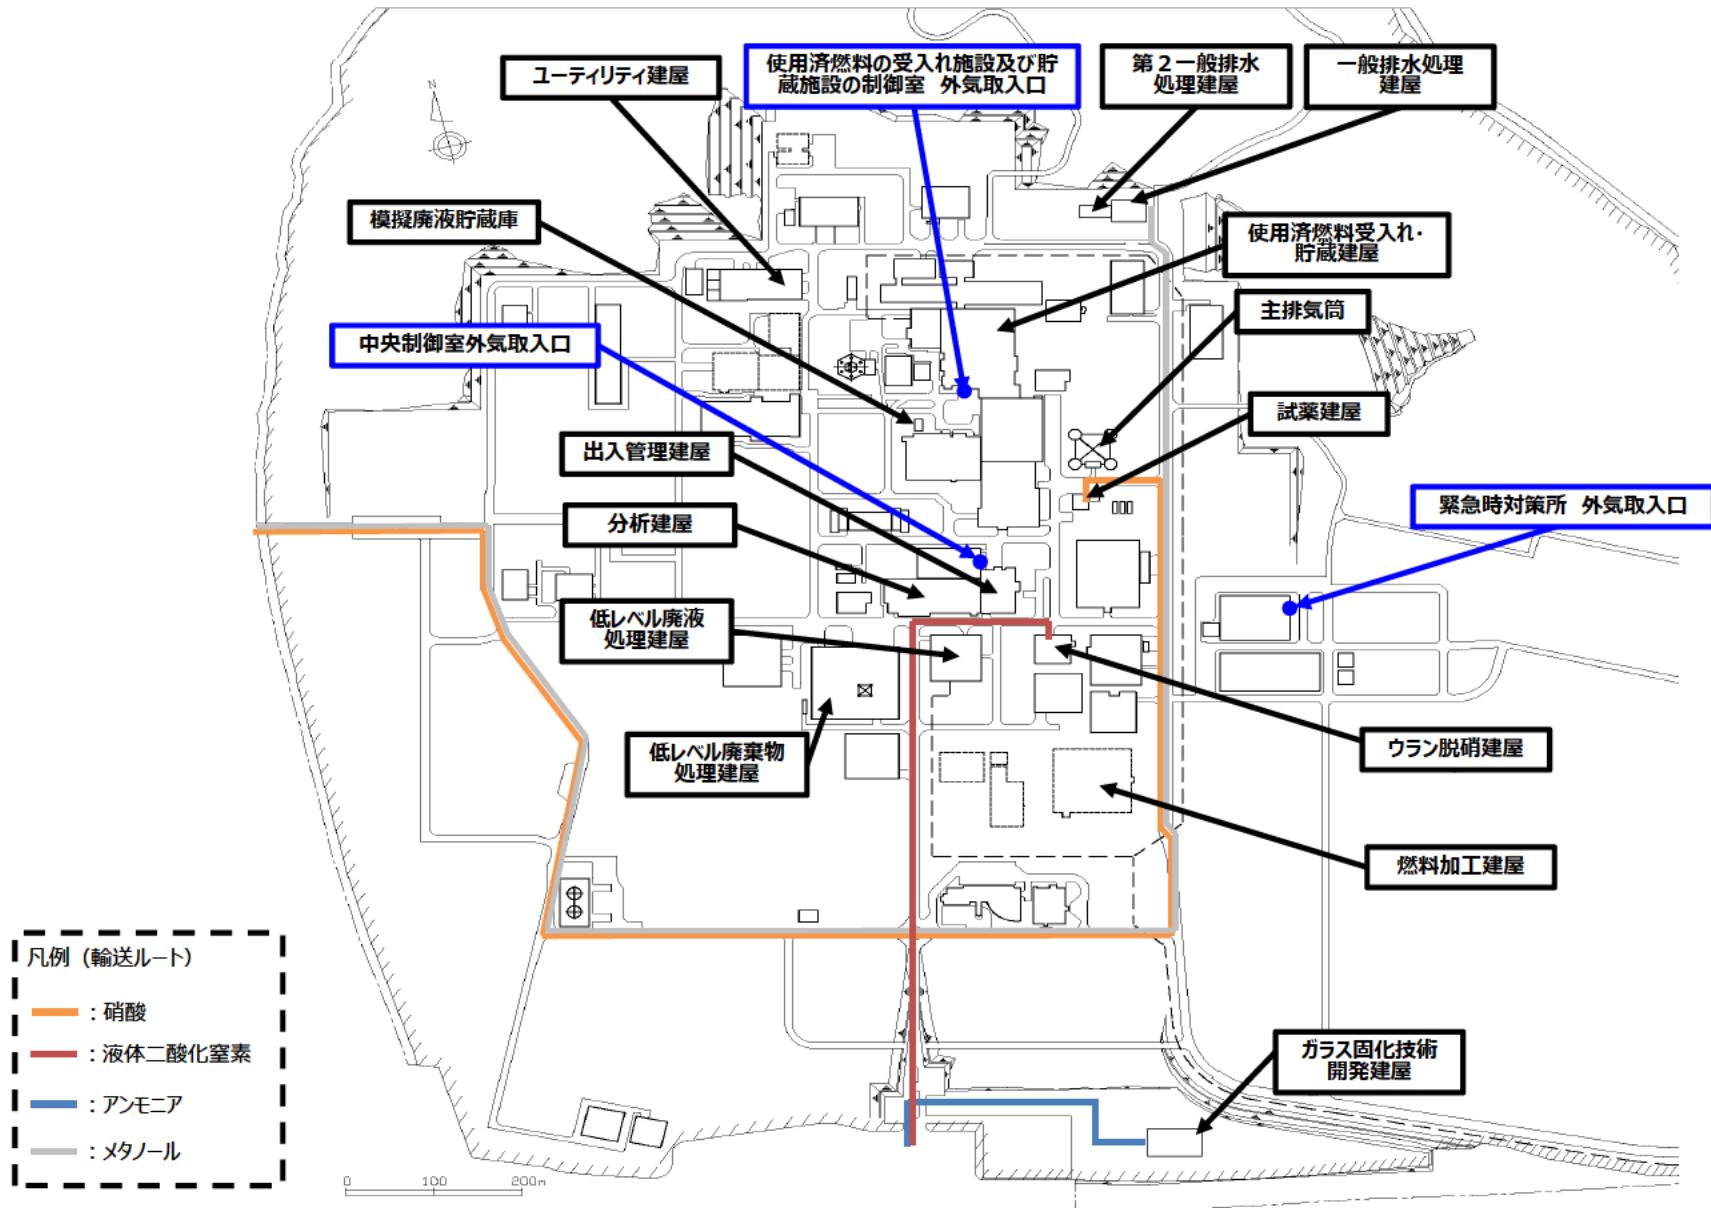 ユーティリティ建屋
使用済燃料の受入れ施設及び貯
蔵施設の制御室 外気取入口
第２一般排水
処理建屋
一般排水処理
建屋
N
模擬廃液貯蔵庫
使用済燃料受入れ・
貯蔵建屋
主排気筒
中央制御室外気取入口
試薬建屋
出入管理建屋
緊急時対策所 外気取入口
分析建屋
低レベル廃液
処理建屋
低レベル廃棄物
処理建屋
ウラン脱硝建屋
燃料加工建屋
凡例（輸送ルート）
：硝酸
：液体二酸化窒素
：アンモニア
：メタノール
ガラス固化技術
開発建屋
0 100 200m